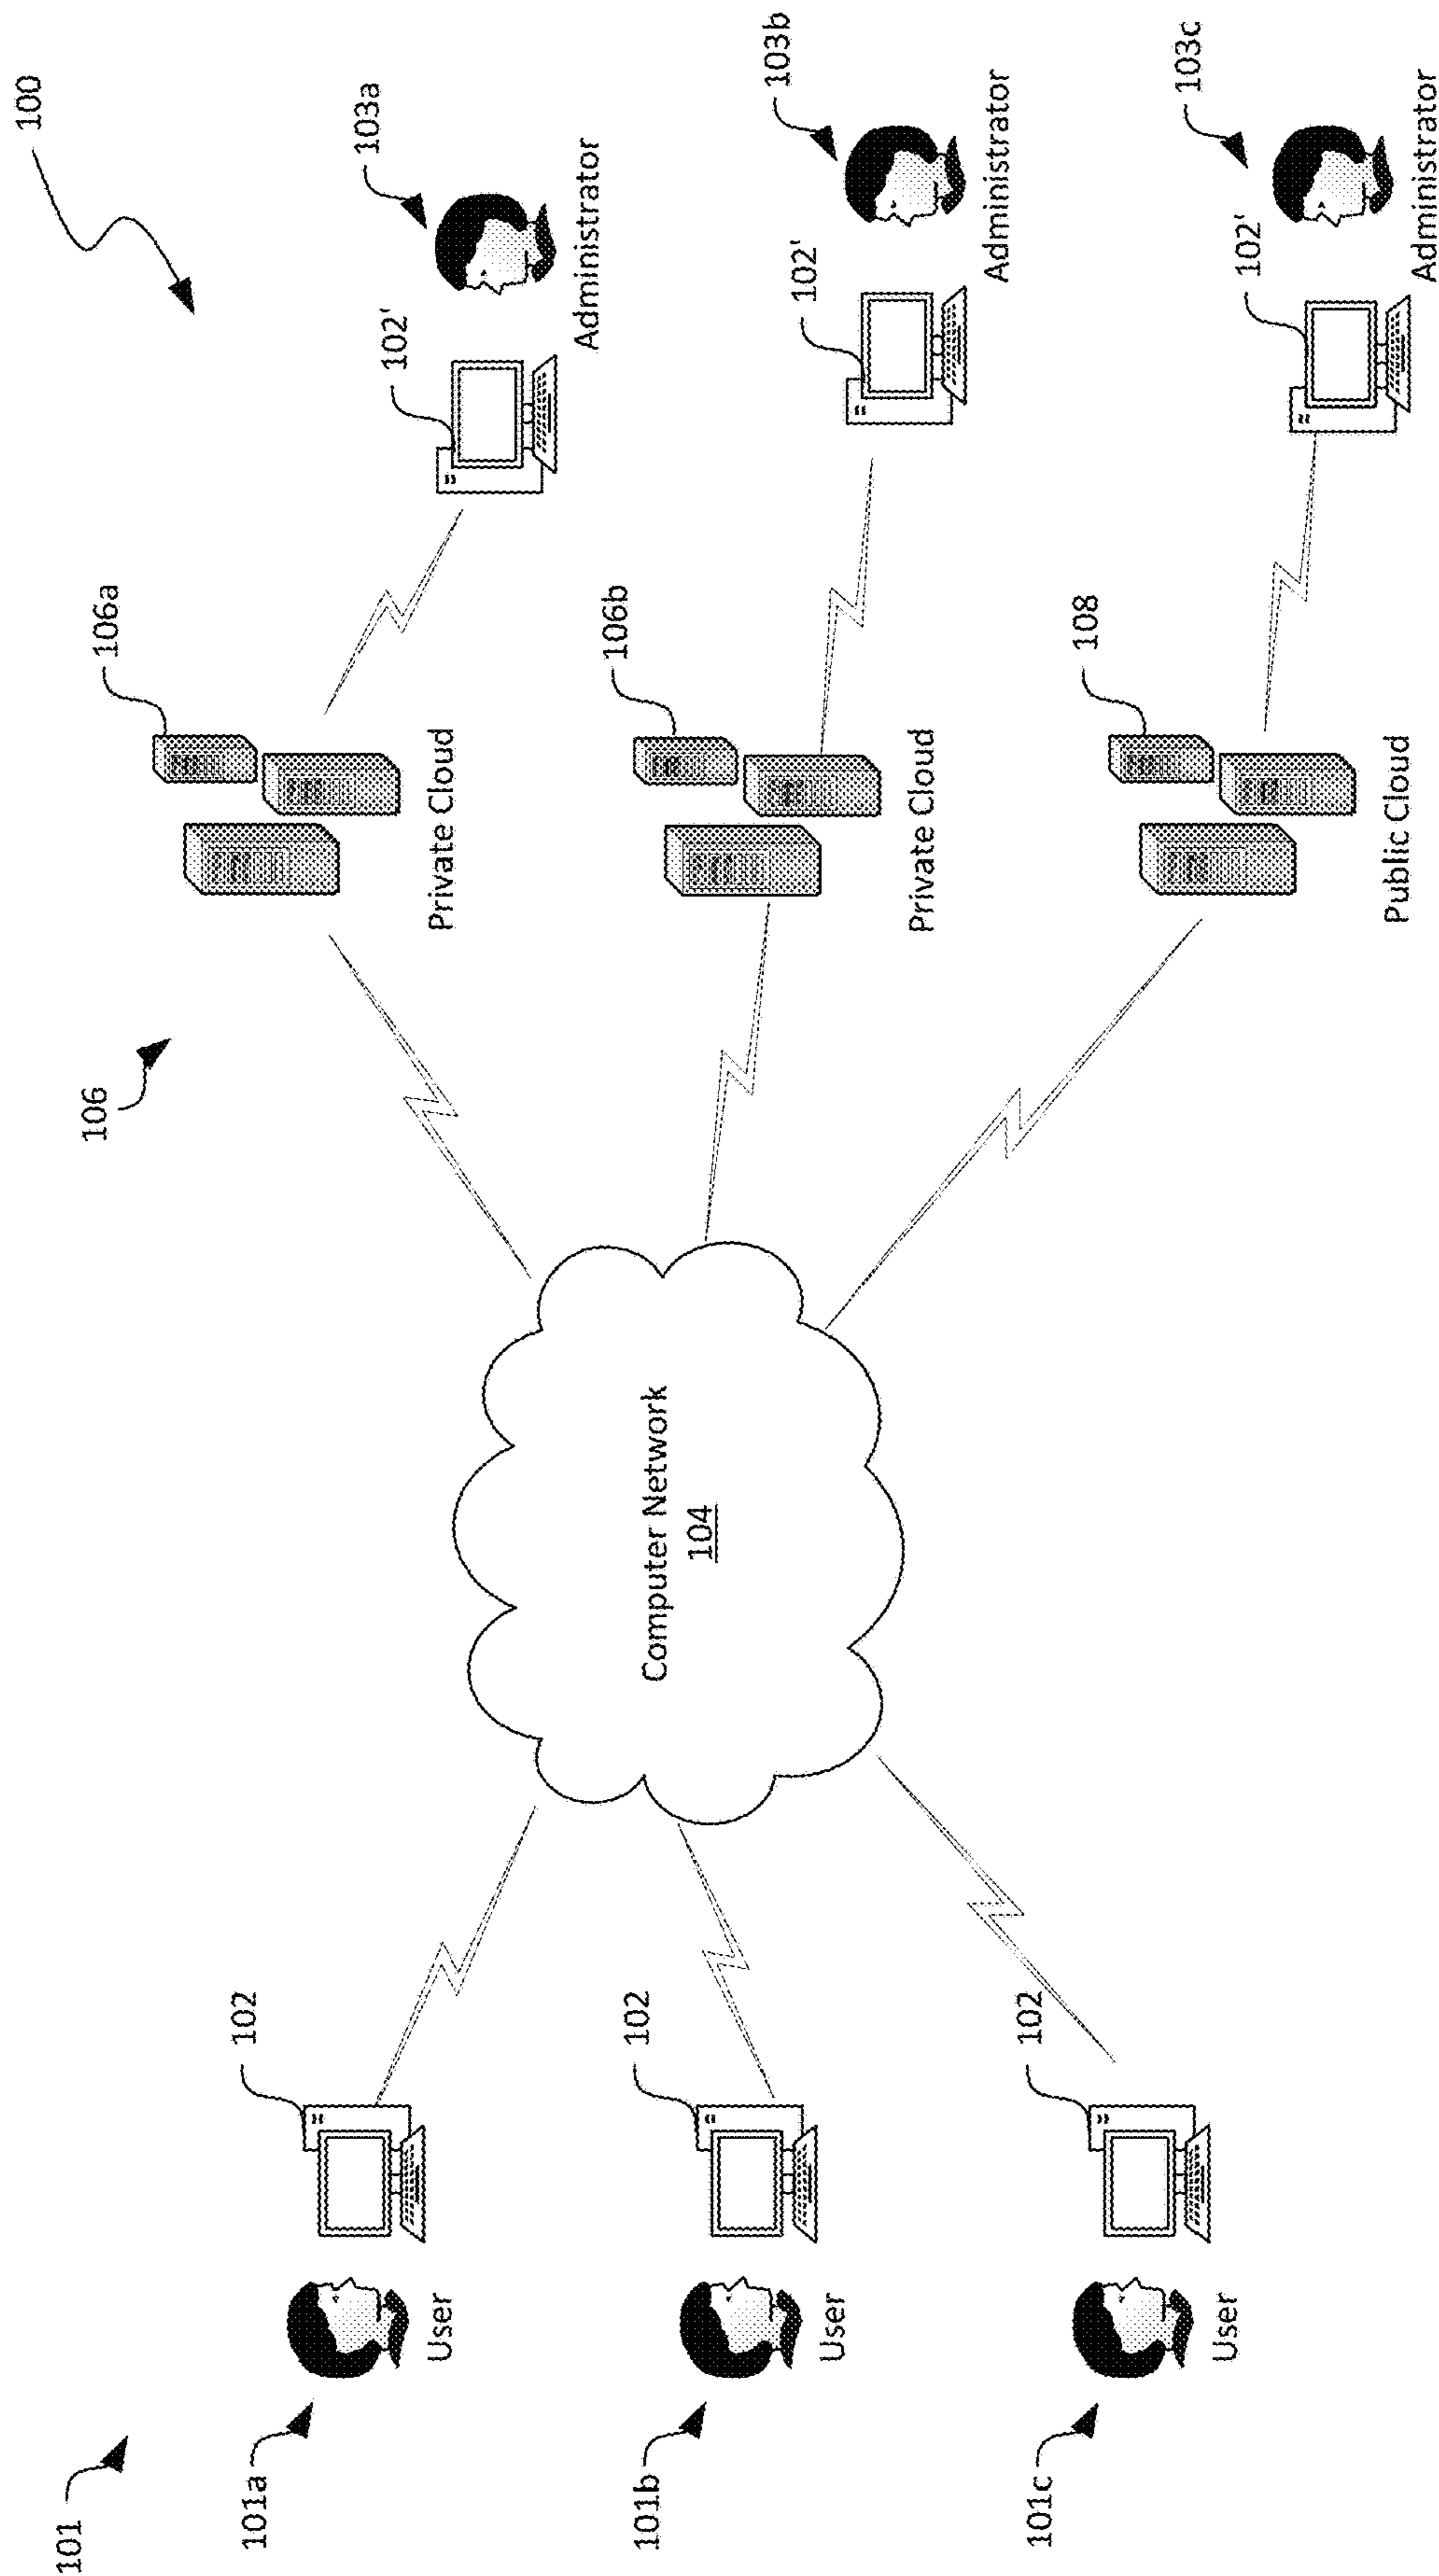 100
101
106
101a
102
User
106a
Private Cloud
102'
103a
Administrator
Computer Network
104
101b
102
User
106b
Private Cloud
102'
103b
Administrator
101c
102
User
108
Public Cloud
102'
103c
Administrator